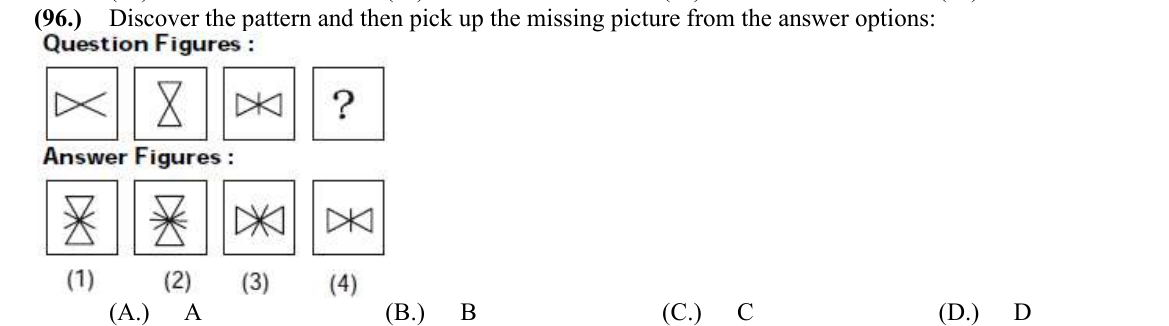 (96.) Discover the pattern and then pick up the missing picture from the answer options:
Question Figures :
?
Answer Figures :
(1) (2) (3) (4)
(A.) A (B.) B (C.) C (D.) D